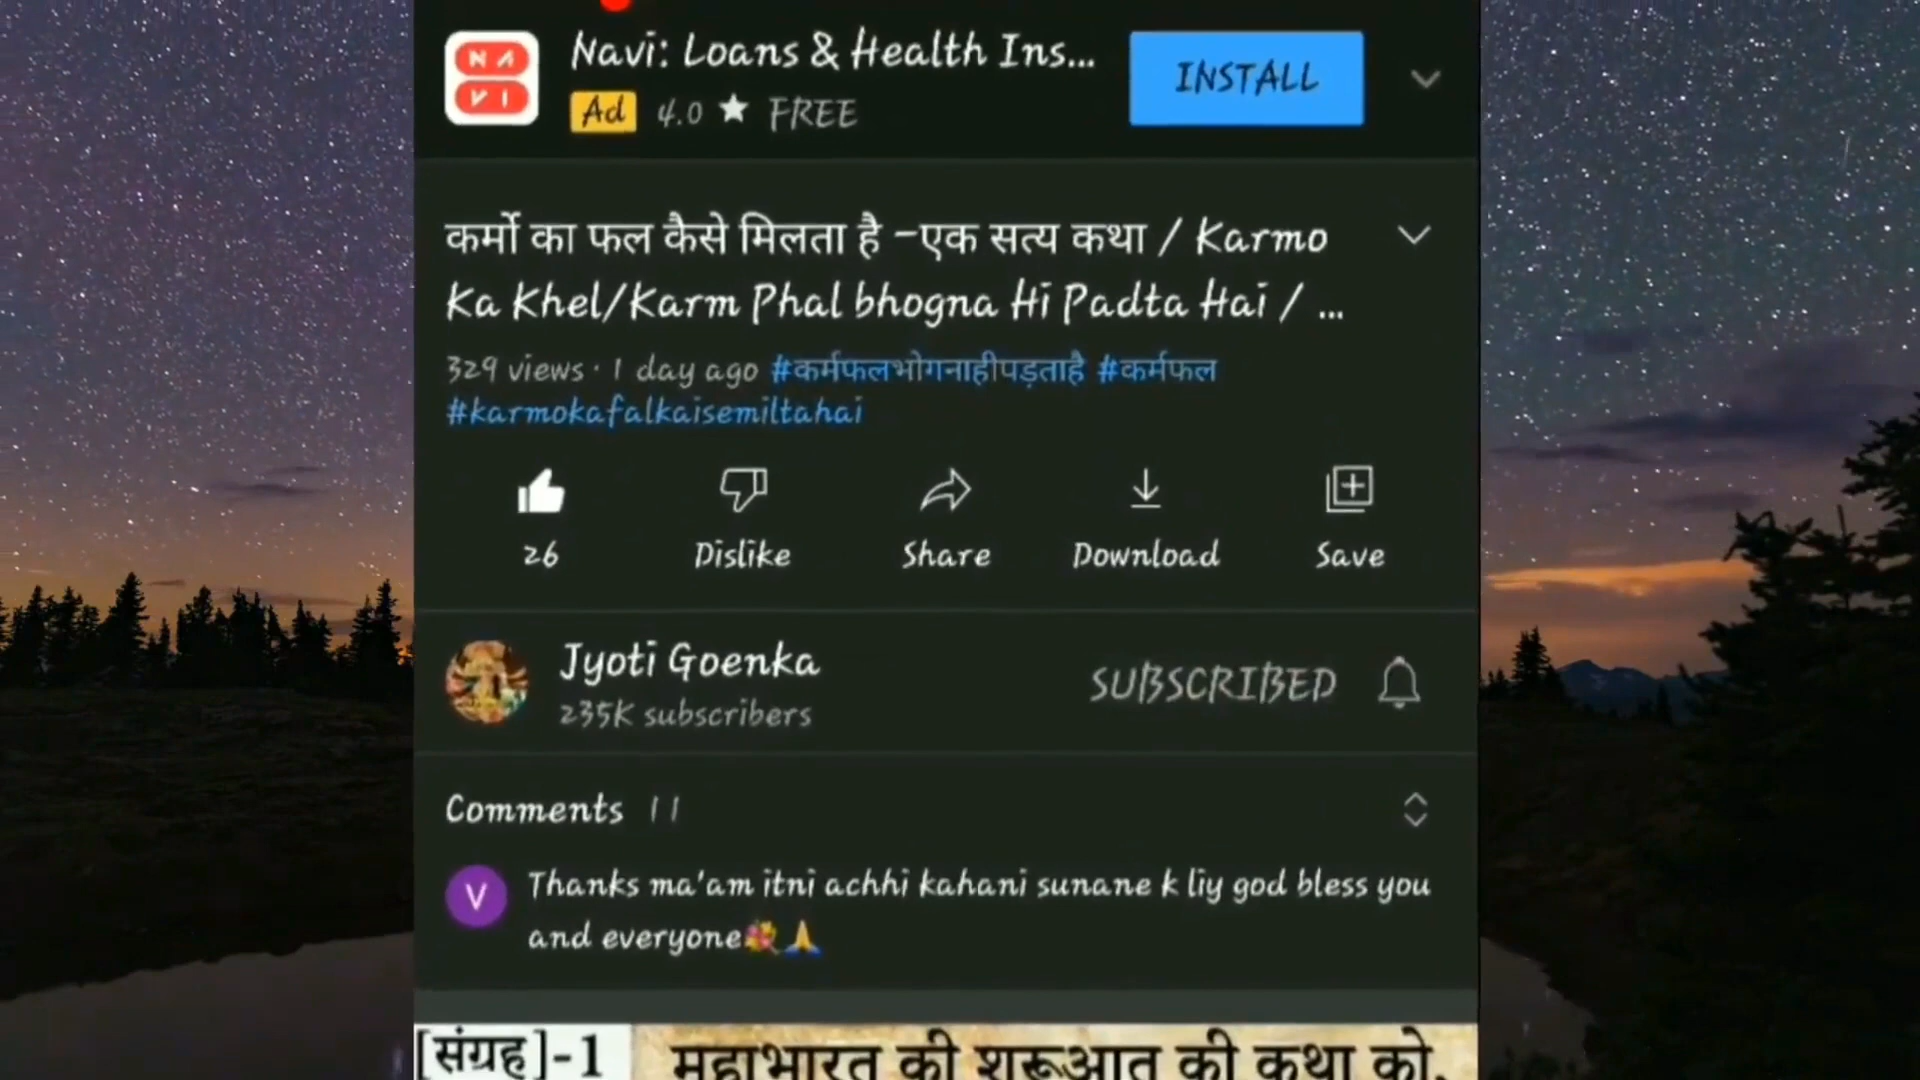 NAVI
Navi: Loans & Health Ins...
INSTALL
Ad 4.0 ★ FREE
कर्मो का फल कैसे मिलता है -एक सत्य कथा / Karmo
Ka Khel/Karm Phal bhogna Hi Padta Hai / ...
329 views · 1 day ago #कर्मफलभोगनाहीपड़ताहै #कर्मफल
#karmokafalkaisemiltahai
26 Dislike Share Download Save
Jyoti Goenka
235K subscribers
SUBSCRIBED
Comments 11
V
Thanks ma'am itni achhi kahani sunane k liy god bless you
and everyone💐🙏
[संग्रह]-1 महाभारत की शुरूआत की कथा को,